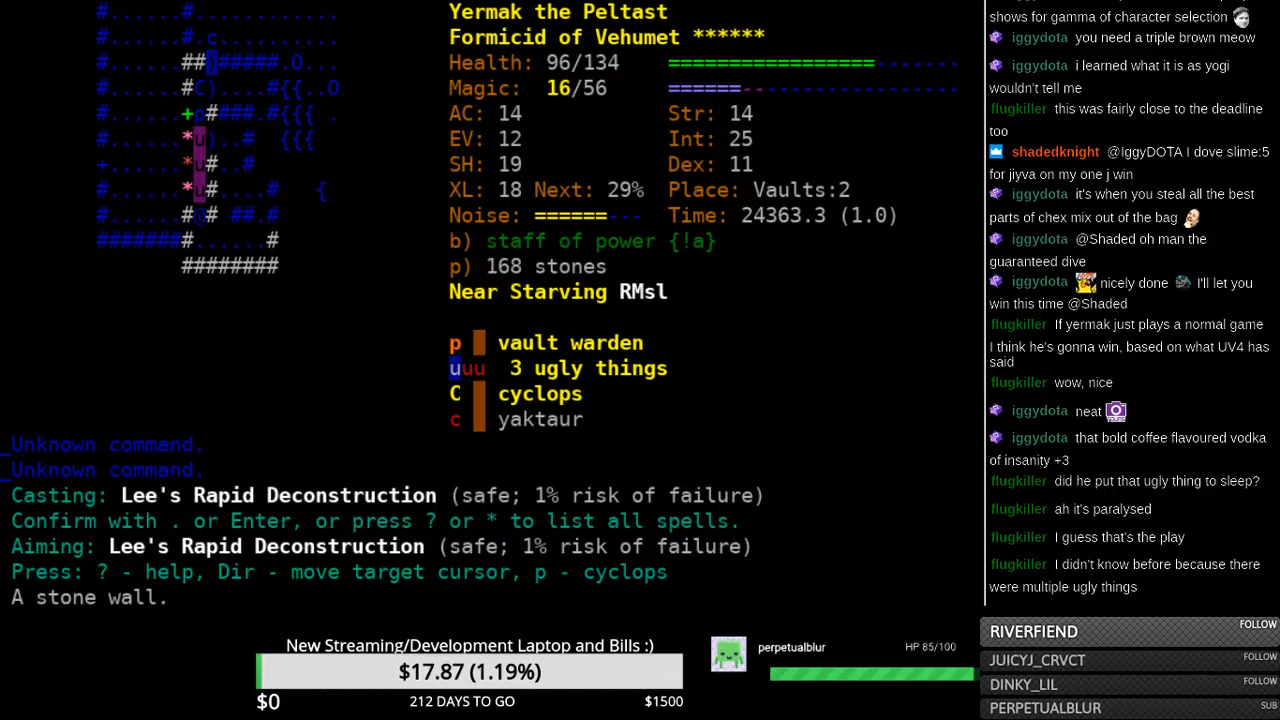 Yermak the Peltast
Formicid of Vehumet ******
Health: 96/134
Magic: 16/56
AC: 14 Str: 14
EV: 12 Int: 25
SH: 19 Dex: 11
XL: 18 Next: 29% Place: Vaults:2
Noise: ======--- Time: 24363.3 (1.0)
b) staff of power {!a}
p) 168 stones
Near Starving RMsl
p vault warden
uuu 3 ugly things
C cyclops
c yaktaur
_Unknown command.
_Unknown command.
Casting: Lee's Rapid Deconstruction (safe; 1% risk of failure)
Confirm with . or Enter, or press ? or * to list all spells.
Aiming: Lee's Rapid Deconstruction (safe; 1% risk of failure)
Press: ? - help, Dir - move target cursor, p - cyclops
A stone wall.
New Streaming/Development Laptop and Bills :)
$17.87 (1.19%)
$0 212 DAYS TO GO $1500
perpetualblur HP 85/100
shows for gamma of character selection
iggydota you need a triple brown meow
iggydota i learned what it is as yogi
wouldn't tell me
flugkiller this was fairly close to the deadline
too
shadedknight @IggyDOTA I dove slime:5
for jiyva on my one j win
iggydota it's when you steal all the best
parts of chex mix out of the bag
iggydota @Shaded oh man the
guaranteed dive
iggydota nicely done I'll let you
win this time @Shaded
flugkiller If yermak just plays a normal game
I think he's gonna win, based on what UV4 has
said
flugkiller wow, nice
iggydota neat
iggydota that bold coffee flavoured vodka
of insanity +3
flugkiller did he put that ugly thing to sleep?
flugkiller ah it's paralysed
flugkiller I guess that's the play
flugkiller I didn't know before because there
were multiple ugly things
RIVERFIEND FOLLOW
JUICYJ_CRVCT FOLLOW
DINKY_LIL FOLLOW
PERPETUALBLUR SUB